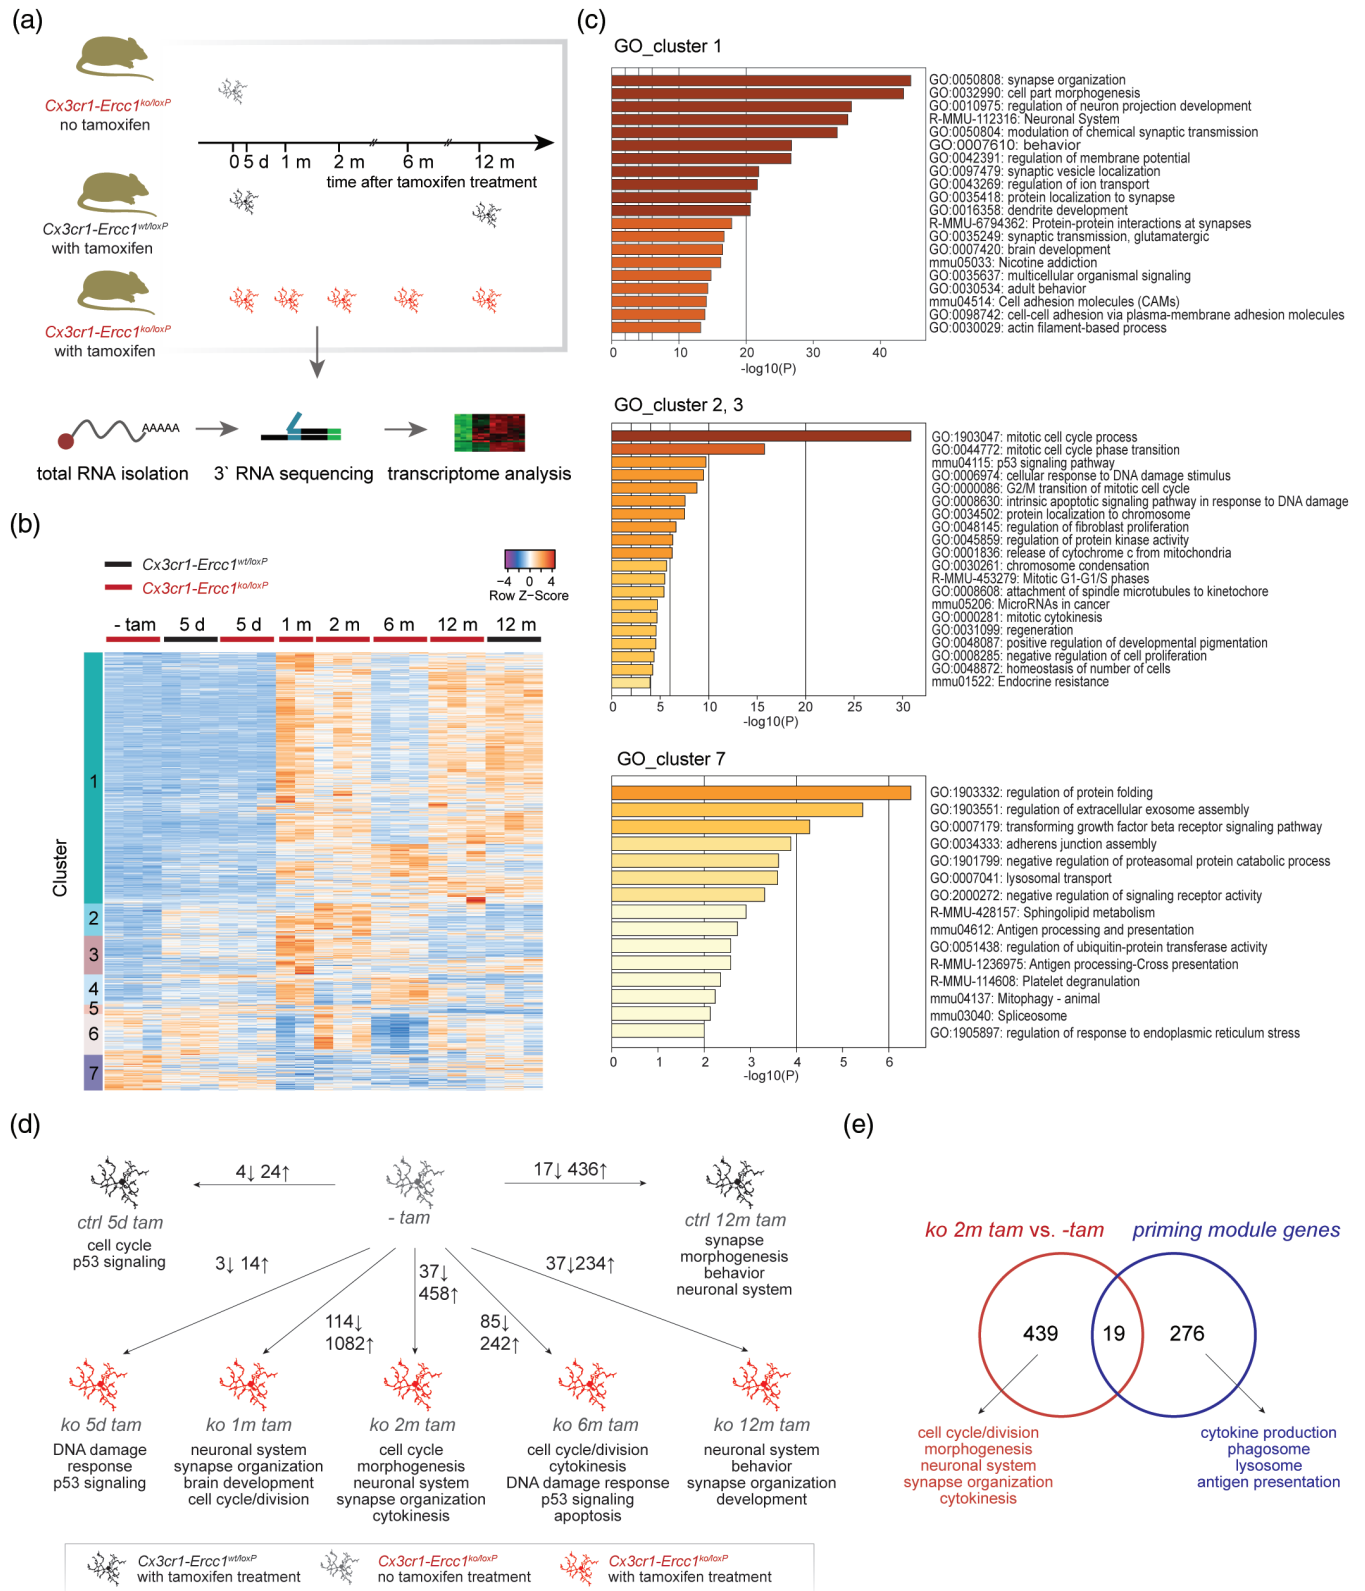 (a)
Cx3cr1-Ercc1ko/loxP
no tamoxifen
0 5 d 1 m 2 m 6 m 12 m
time after tamoxifen treatment
Cx3cr1-Ercc1wt/loxP
with tamoxifen
Cx3cr1-Ercc1ko/loxP
with tamoxifen
AAAAA
total RNA isolation
3` RNA sequencing
transcriptome analysis
(b)
Cx3cr1-Ercc1wt/loxP
Cx3cr1-Ercc1ko/loxP
−4 0 4
Row Z−Score
- tam 5 d 5 d 1 m 2 m 6 m 12 m 12 m
Cluster
1
2
3
4
5
6
7
(c)
GO_cluster 1
GO:0050808: synapse organization
GO:0032990: cell part morphogenesis
GO:0010975: regulation of neuron projection development
R-MMU-112316: Neuronal System
GO:0050804: modulation of chemical synaptic transmission
GO:0007610: behavior
GO:0042391: regulation of membrane potential
GO:0097479: synaptic vesicle localization
GO:0043269: regulation of ion transport
GO:0035418: protein localization to synapse
GO:0016358: dendrite development
R-MMU-6794362: Protein-protein interactions at synapses
GO:0035249: synaptic transmission, glutamatergic
GO:0007420: brain development
mmu05033: Nicotine addiction
GO:0035637: multicellular organismal signaling
GO:0030534: adult behavior
mmu04514: Cell adhesion molecules (CAMs)
GO:0098742: cell-cell adhesion via plasma-membrane adhesion molecules
GO:0030029: actin filament-based process
0 10 20 30 40
-log10(P)
GO_cluster 2, 3
GO:1903047: mitotic cell cycle process
GO:0044772: mitotic cell cycle phase transition
mmu04115: p53 signaling pathway
GO:0006974: cellular response to DNA damage stimulus
GO:0000086: G2/M transition of mitotic cell cycle
GO:0008630: intrinsic apoptotic signaling pathway in response to DNA damage
GO:0034502: protein localization to chromosome
GO:0048145: regulation of fibroblast proliferation
GO:0045859: regulation of protein kinase activity
GO:0001836: release of cytochrome c from mitochondria
GO:0030261: chromosome condensation
R-MMU-453279: Mitotic G1-G1/S phases
GO:0008608: attachment of spindle microtubules to kinetochore
mmu05206: MicroRNAs in cancer
GO:0000281: mitotic cytokinesis
GO:0031099: regeneration
GO:0048087: positive regulation of developmental pigmentation
GO:0008285: negative regulation of cell proliferation
GO:0048872: homeostasis of number of cells
mmu01522: Endocrine resistance
0 5 10 15 20 25 30
-log10(P)
GO_cluster 7
GO:1903332: regulation of protein folding
GO:1903551: regulation of extracellular exosome assembly
GO:0007179: transforming growth factor beta receptor signaling pathway
GO:0034333: adherens junction assembly
GO:1901799: negative regulation of proteasomal protein catabolic process
GO:0007041: lysosomal transport
GO:2000272: negative regulation of signaling receptor activity
R-MMU-428157: Sphingolipid metabolism
mmu04612: Antigen processing and presentation
GO:0051438: regulation of ubiquitin-protein transferase activity
R-MMU-1236975: Antigen processing-Cross presentation
R-MMU-114608: Platelet degranulation
mmu04137: Mitophagy - animal
mmu03040: Spliceosome
GO:1905897: regulation of response to endoplasmic reticulum stress
0 1 2 3 4 5 6
-log10(P)
(d)
4↓ 24↑
17↓ 436↑
ctrl 5d tam
cell cycle
p53 signaling
- tam
ctrl 12m tam
synapse
morphogenesis
behavior
neuronal system
3↓ 14↑
114↓
1082↑
37↓
458↑
85↓
242↑
37↓234↑
ko 5d tam
DNA damage
response
p53 signaling
ko 1m tam
neuronal system
synapse organization
brain development
cell cycle/division
ko 2m tam
cell cycle
morphogenesis
neuronal system
synapse organization
cytokinesis
ko 6m tam
cell cycle/division
cytokinesis
DNA damage response
p53 signaling
apoptosis
ko 12m tam
neuronal system
behavior
synapse organization
development
Cx3cr1-Ercc1wt/loxP
with tamoxifen treatment
Cx3cr1-Ercc1ko/loxP
no tamoxifen treatment
Cx3cr1-Ercc1ko/loxP
with tamoxifen treatment
(e)
ko 2m tam vs. -tam
priming module genes
439 19 276
cell cycle/division
morphogenesis
neuronal system
synapse organization
cytokinesis
cytokine production
phagosome
lysosome
antigen presentation